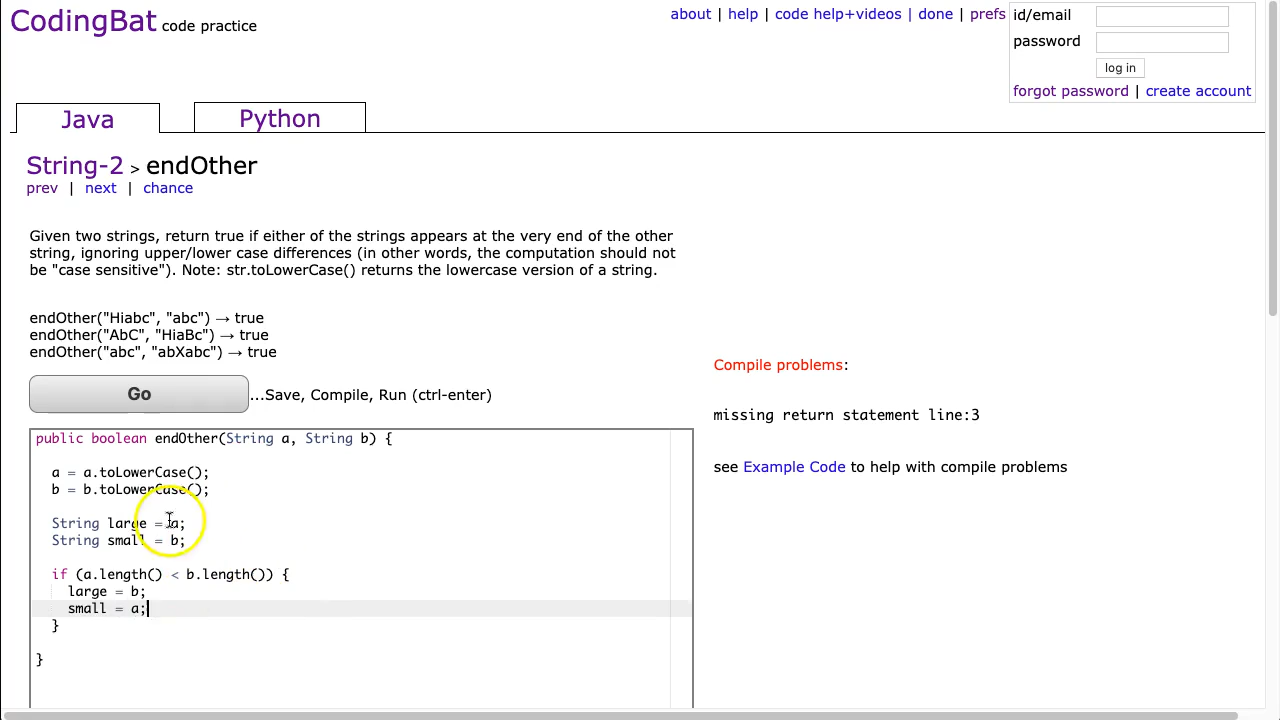 CodingBat code practice
about | help | code help+videos | done | prefs
id/email
password
log in
forgot password | create account
Java
Python
String-2 > endOther
prev | next | chance
Given two strings, return true if either of the strings appears at the very end of the other
string, ignoring upper/lower case differences (in other words, the computation should not
be "case sensitive"). Note: str.toLowerCase() returns the lowercase version of a string.
endOther("Hiabc", "abc") → true
endOther("AbC", "HiaBc") → true
endOther("abc", "abXabc") → true
Go
...Save, Compile, Run (ctrl-enter)
public boolean endOther(String a, String b) {
a = a.toLowerCase();
b = b.toLowerCase();
String large = a;
String small = b;
if (a.length() < b.length()) {
large = b;
small = a;
}
}
Compile problems:
missing return statement line:3
see Example Code to help with compile problems